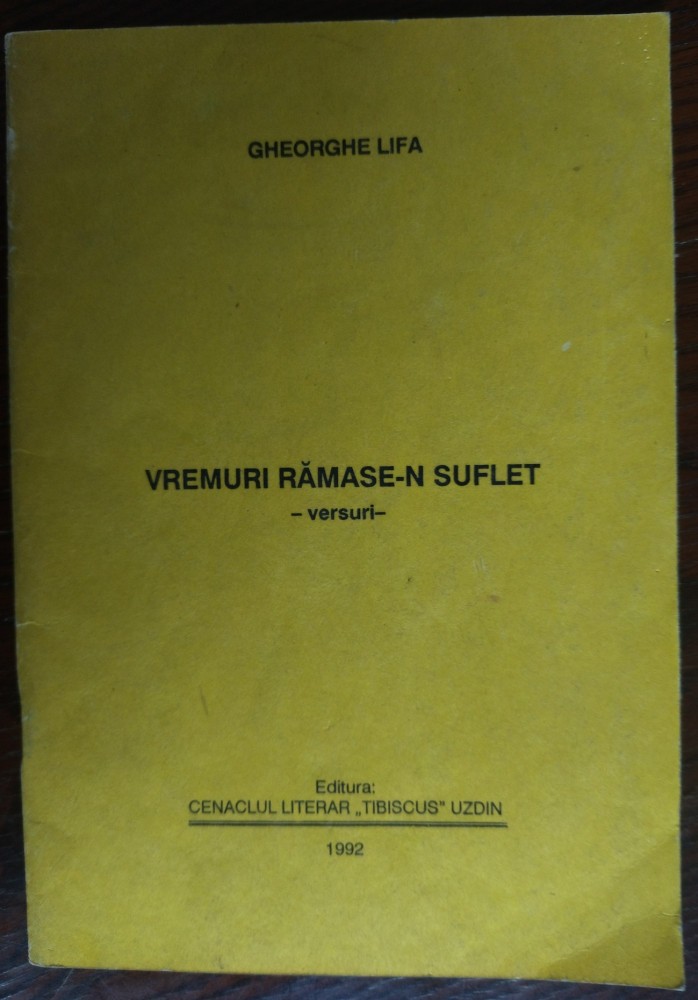 GHEORGHE LIFA
VREMURI RĂMASE-N SUFLET
– versuri–
Editura:
CENACLUL LITERAR „TIBISCUS” UZDIN
1992